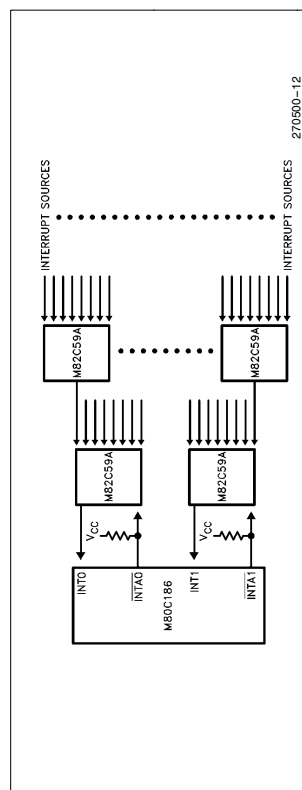 INTERRUPT SOURCES
INTERRUPT SOURCES
M82C59A
M82C59A
M82C59A
M82C59A
VCC
VCC
INT0
INTA0
INT1
INTA1
M80C186
270500-12